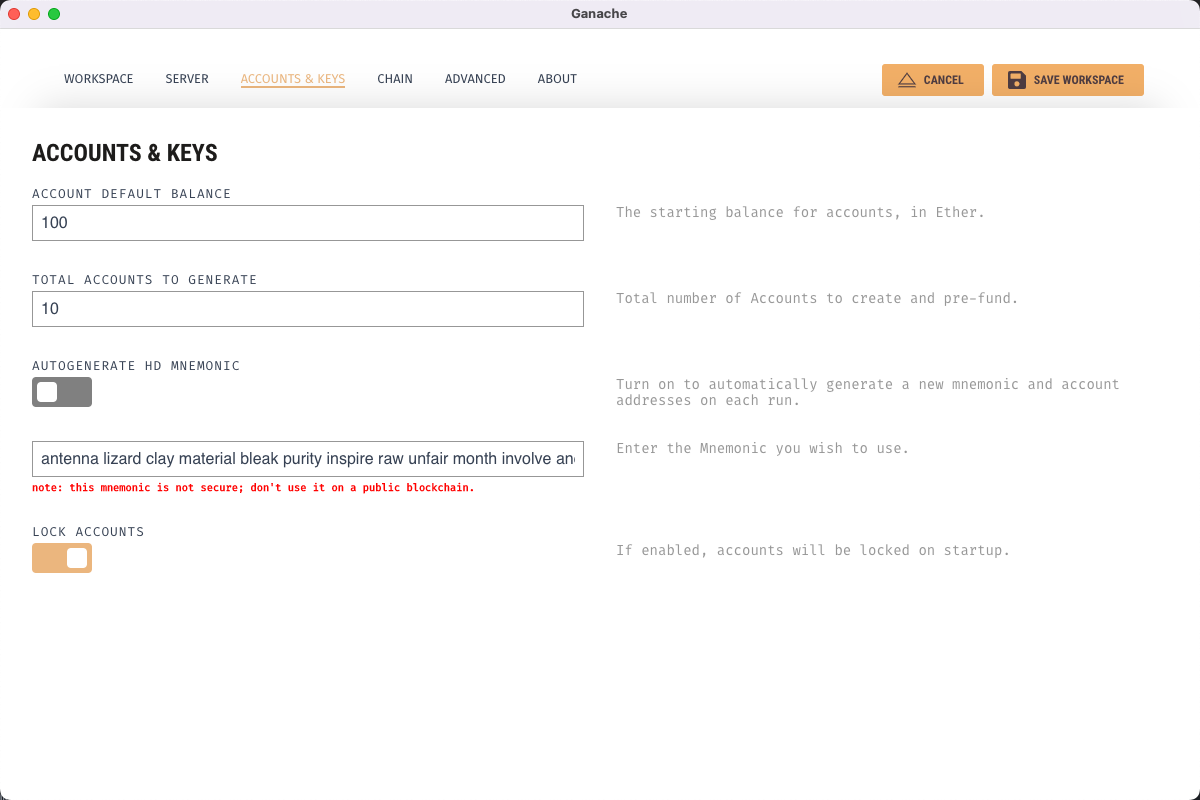 Ganache
WORKSPACE SERVER ACCOUNTS & KEYS CHAIN ADVANCED ABOUT CANCEL SAVE WORKSPACE
ACCOUNTS & KEYS
ACCOUNT DEFAULT BALANCE
100
The starting balance for accounts, in Ether.
TOTAL ACCOUNTS TO GENERATE
10
Total number of Accounts to create and pre-fund.
AUTOGENERATE HD MNEMONIC
Turn on to automatically generate a new mnemonic and account
addresses on each run.
antenna lizard clay material bleak purity inspire raw unfair month involve
Enter the Mnemonic you wish to use.
note: this mnemonic is not secure; don't use it on a public blockchain.
LOCK ACCOUNTS
If enabled, accounts will be locked on startup.